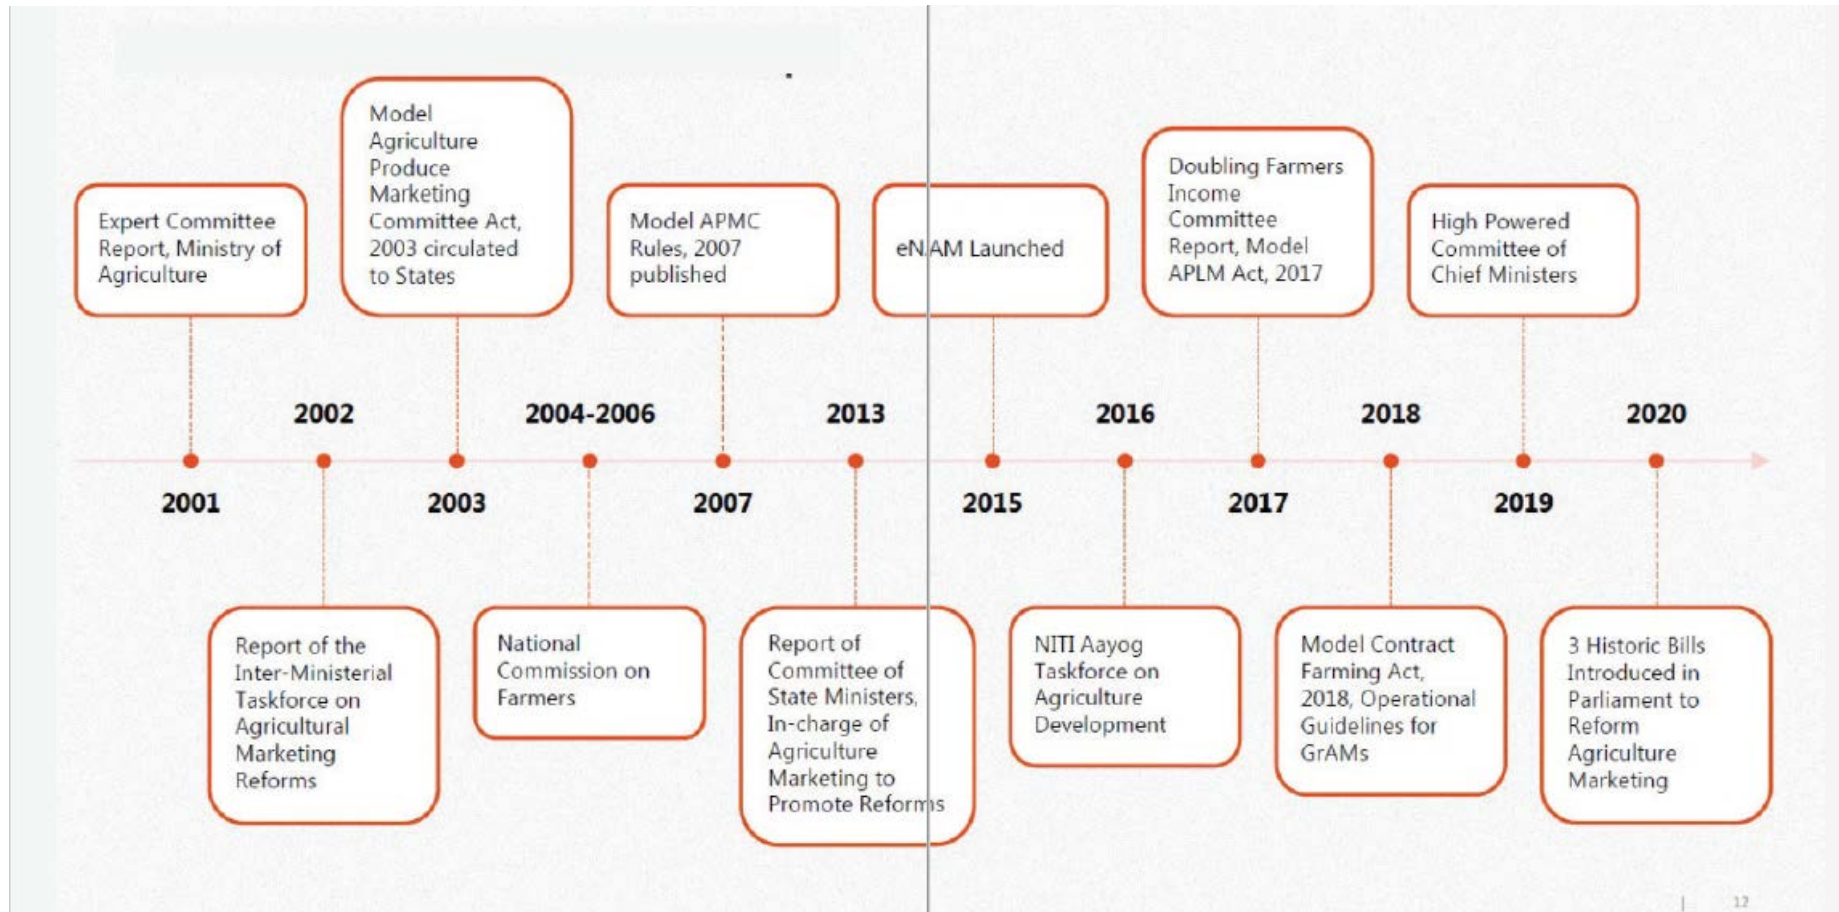 Model
Agriculture
Produce
Marketing
Committee Act,
2003 circulated
to States
Doubling Farmers
Income
Committee
Report, Model
APLM Act, 2017
Expert Committee
Report, Ministry of
Agriculture
Model APMC
Rules, 2007
published
eNAM Launched
High Powered
Committee of
Chief Ministers
2002
2004-2006
2013
2016
2018
2020
2001
2003
2007
2015
2017
2019
Report of the
Inter-Ministerial
Taskforce on
Agricultural
Marketing
Reforms
National
Commission on
Farmers
Report of
Committee of
State Ministers,
In-charge of
Agriculture
Marketing to
Promote Reforms
NITI Aayog
Taskforce on
Agriculture
Development
Model Contract
Farming Act,
2018, Operational
Guidelines for
GrAMs
3 Historic Bills
Introduced in
Parliament to
Reform
Agriculture
Marketing
12